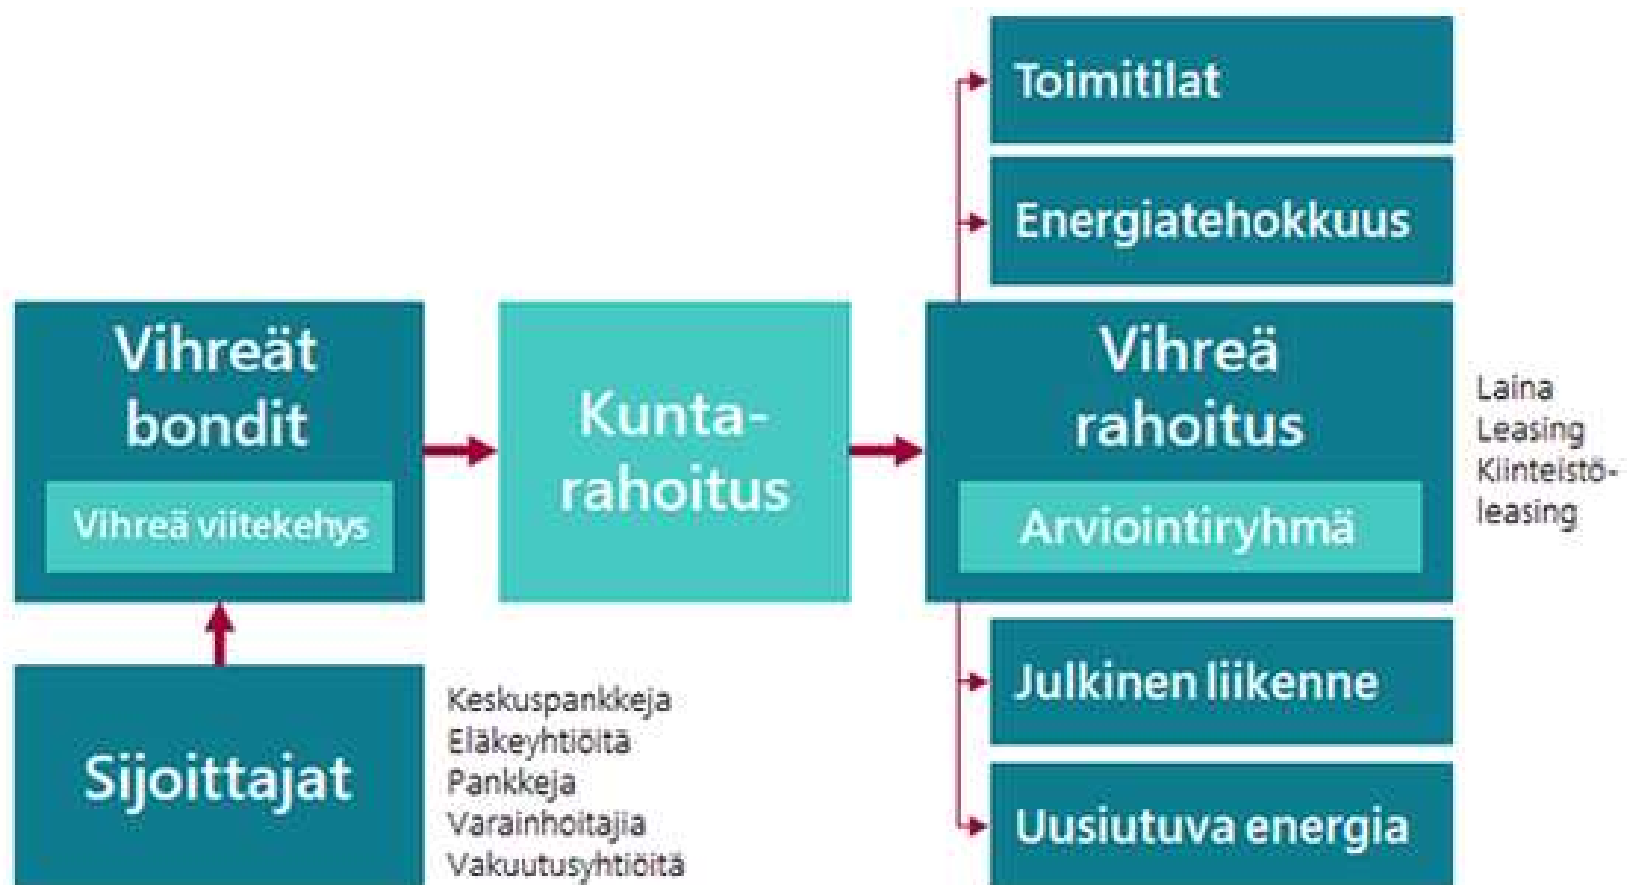 Toimitilat
Energiatehokkuus
Vihreät
bondit
Vihreä viitekehys
Kunta-
rahoitus
Vihreä
rahoitus
Arviointiryhmä
Laina
Leasing
Kiinteistö-
leasing
Sijoittajat
Keskuspankkeja
Eläkeyhtiöitä
Pankkeja
Varainhoitajia
Vakuutusyhtiöitä
Julkinen liikenne
Uusiutuva energia